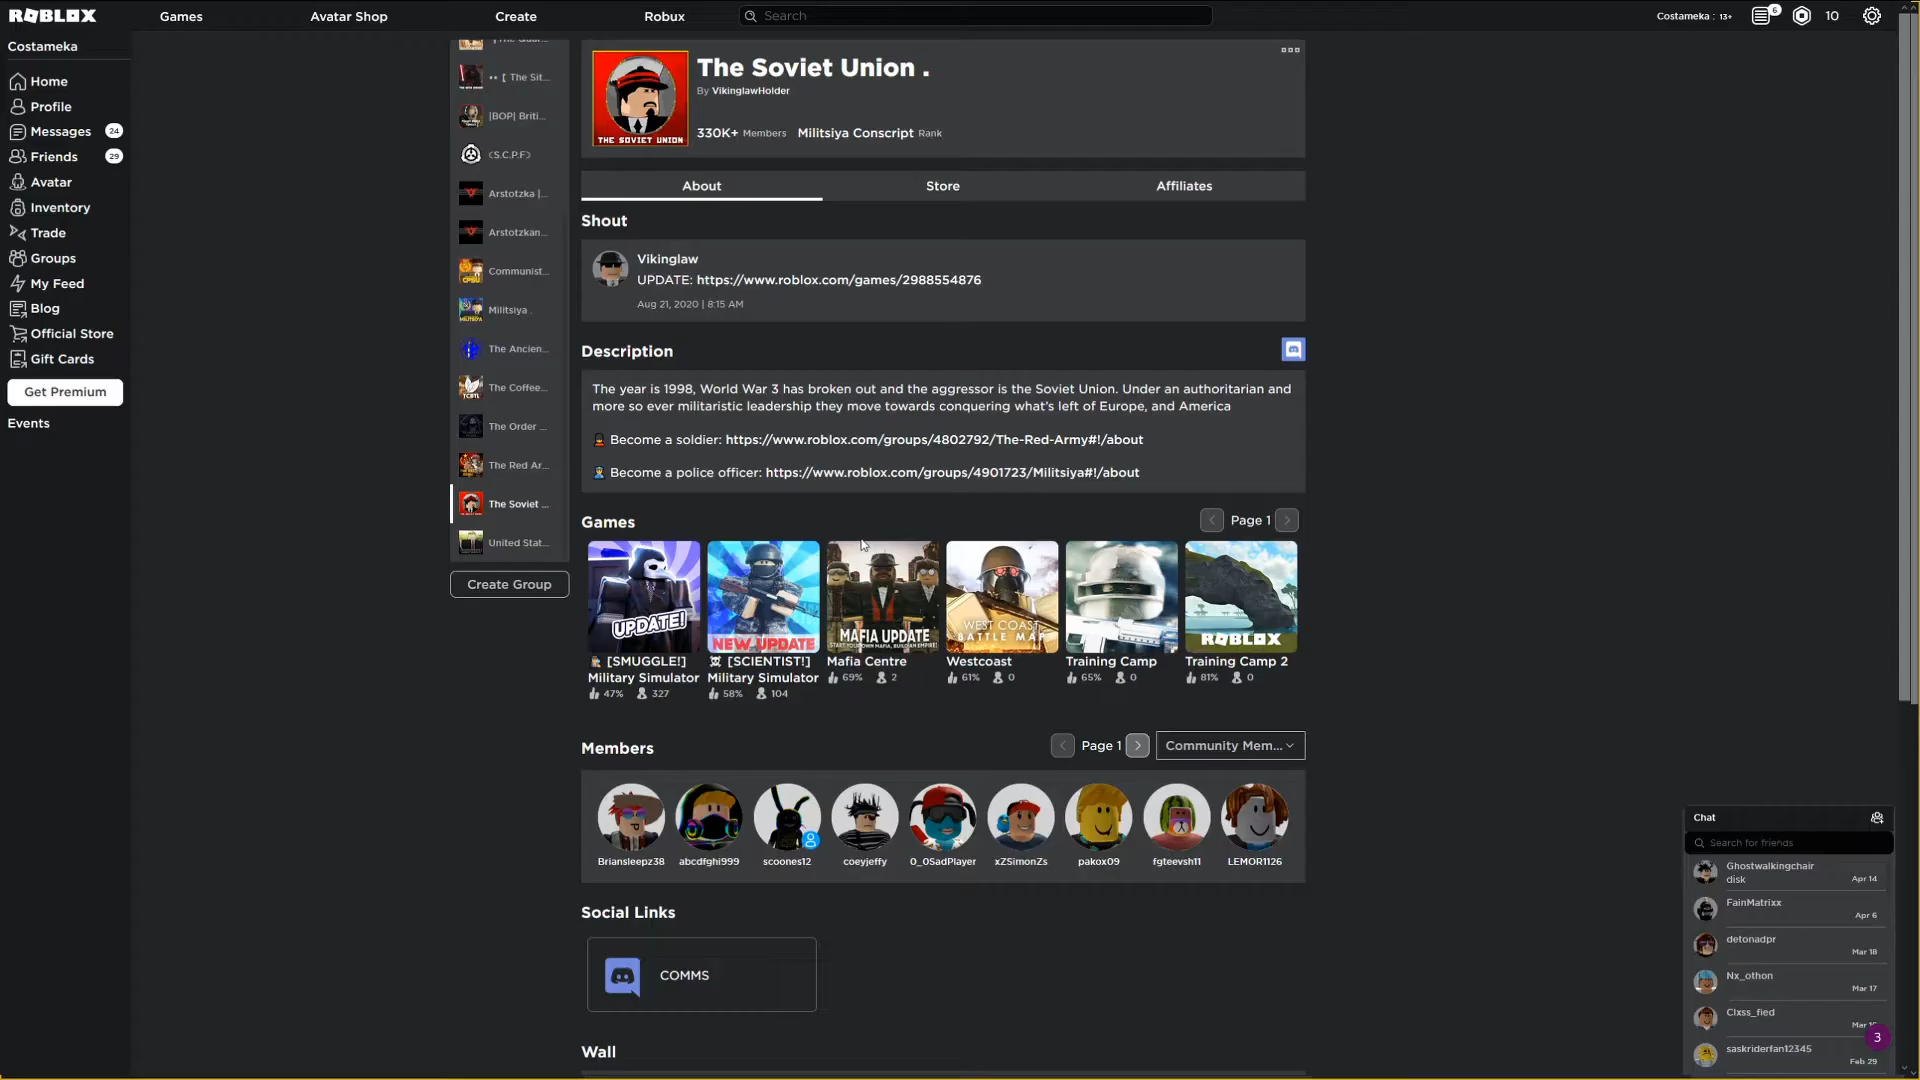 ROBLOX
Games
Avatar Shop
Create
Robux
Search
Costameka : 13+
6
10
Costameka
Home
Profile
Messages 24
Friends 29
Avatar
Inventory
Trade
Groups
My Feed
Blog
Official Store
Gift Cards
Get Premium
Events
•• [ The Sit...
|BOP| Briti...
(S.C.P.F)
Arstotzka |...
Arstotzkan...
Communist...
Militsiya .
The Ancien...
The Coffee...
The Order ...
The Red Ar...
The Soviet ...
United Stat...
Create Group
THE SOVIET UNION
The Soviet Union .
By VikinglawHolder
330K+ Members Militsiya Conscript Rank
About
Store
Affiliates
Shout
Vikinglaw
UPDATE: https://www.roblox.com/games/2988554876
Aug 21, 2020 | 8:15 AM
Description
The year is 1998, World War 3 has broken out and the aggressor is the Soviet Union. Under an authoritarian and
more so ever militaristic leadership they move towards conquering what's left of Europe, and America
Become a soldier: https://www.roblox.com/groups/4802792/The-Red-Army#!/about
Become a police officer: https://www.roblox.com/groups/4901723/Militsiya#!/about
Games
Page 1
UPDATE!
[SMUGGLE!]
Military Simulator
47% 327
NEW UPDATE
[SCIENTIST!]
Military Simulator
58% 104
MAFIA UPDATE
START YOUR OWN MAFIA, BUILD AN EMPIRE!
Mafia Centre
69% 2
WEST COAST
BATTLE MAP
Westcoast
61% 0
Training Camp
65% 0
ROBLOX
Training Camp 2
81% 0
Members
Page 1
Community Mem...
Briansleepz38
abcdfghi999
scoones12
coeyjeffy
0_0SadPlayer
xZSimonZs
pakox09
fgteevsh11
LEMOR1126
Social Links
COMMS
Wall
Chat
Search for friends
Ghostwalkingchair
disk
Apr 14
FainMatrixx
Apr 6
detonadpr
Mar 18
Nx_othon
Mar 17
Clxss_fied
Mar
3
saskriderfan12345
Feb 29